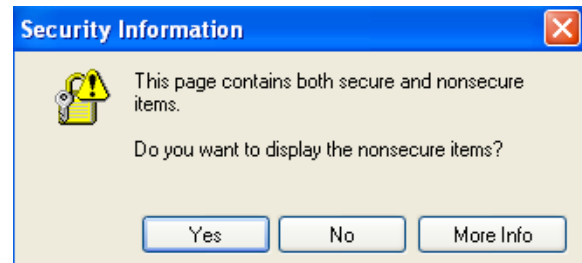 Security Information
This page contains both secure and nonsecure
items.
Do you want to display the nonsecure items?
Yes No More Info